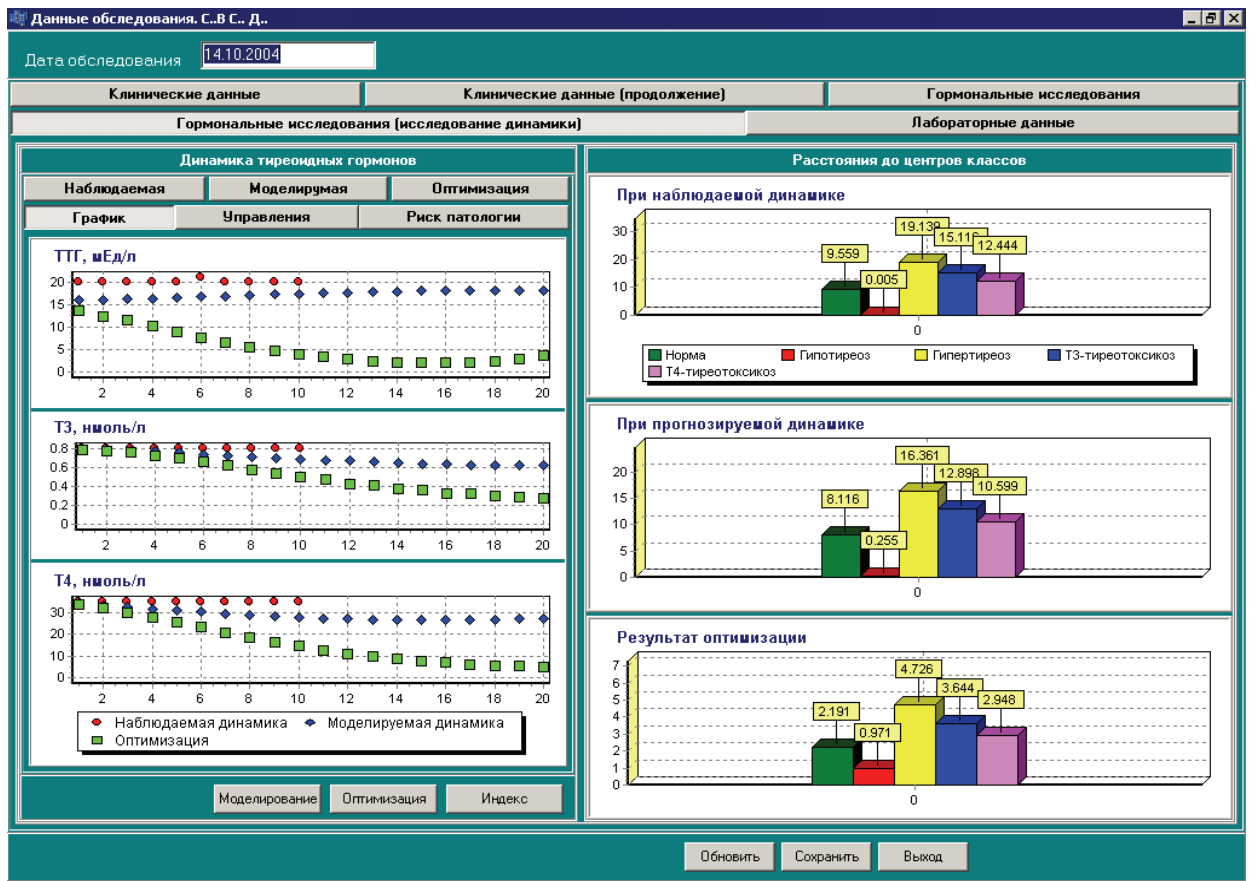 Данные обследования. С..В С.. Д..
Дата обследования 14.10.2004
Клинические данные
Клинические данные (продолжение)
Гормональные исследования
Гормональные исследования (исследование динамики)
Лабораторные данные
Динамика тиреоидных гормонов
Наблюдаемая
Моделирумая
Оптимизация
График
Управления
Риск патологии
ТТГ, мЕд/л
20
15
10
5
0
2 4 6 8 10 12 14 16 18 20
Т3, нмоль/л
0.8
0.6
0.4
0.2
0
2 4 6 8 10 12 14 16 18 20
Т4, нмоль/л
30
20
10
0
2 4 6 8 10 12 14 16 18 20
Наблюдаемая динамика Моделируемая динамика
Оптимизация
Моделирование
Оптимизация
Индекс
Расстояния до центров классов
При наблюдаемой динамике
30
20
10
0
9.559
0.005
19.139
12.444
0
Норма Гипотиреоз Гипертиреоз Т3-тиреотоксикоз
Т4-тиреотоксикоз
При прогнозируемой динамике
20
15
10
5
0
8.116
0.255
16.361
12.898
10.599
0
Результат оптимизации
7
6
5
4
3
2
1
0
2.191
0.971
4.726
3.644
2.948
0
Обновить
Сохранить
Выход